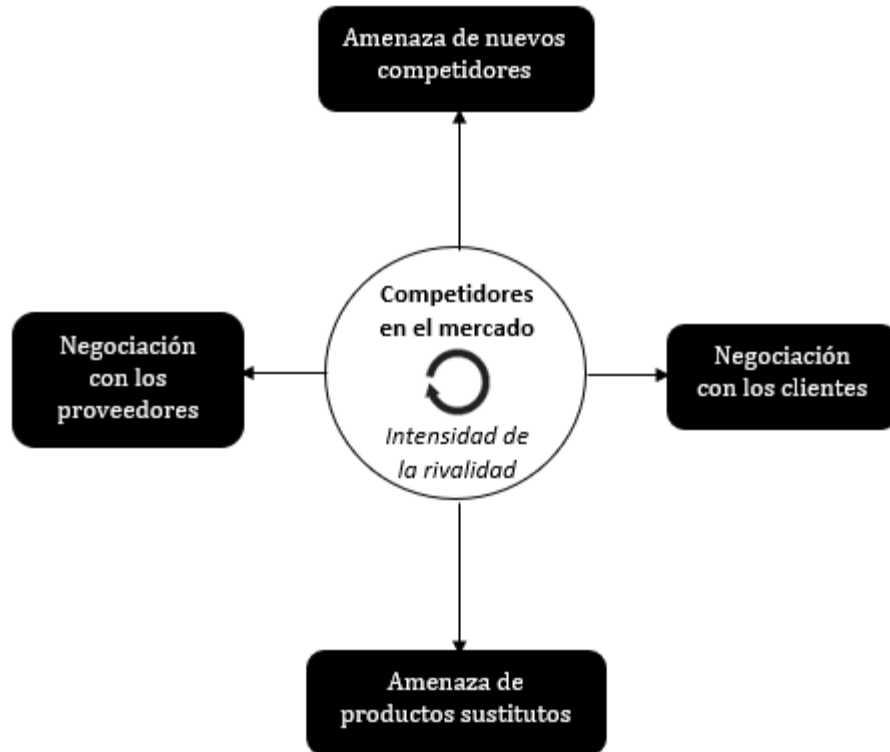 Amenaza de nuevos
competidores
Competidores
en el mercado
Intensidad de
la rivalidad
Negociación
con los
proveedores
Negociación
con los clientes
Amenaza de
productos sustitutos